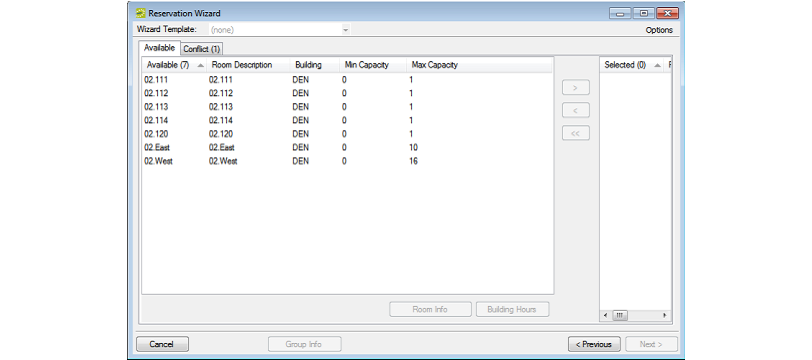 Reservation Wizard
Wizard Template: (none) Options
Available Conflict (1)
Available (7) Room Description Building Min Capacity Max Capacity > Selected (0)
02.111 02.111 DEN 0 1
02.112 02.112 DEN 0 1
02.113 02.113 DEN 0 1 <
02.114 02.114 DEN 0 1
02.120 02.120 DEN 0 1 <<
02.East 02.East DEN 0 10
02.West 02.West DEN 0 16
Room Info Building Hours
Cancel Group Info < Previous Next >